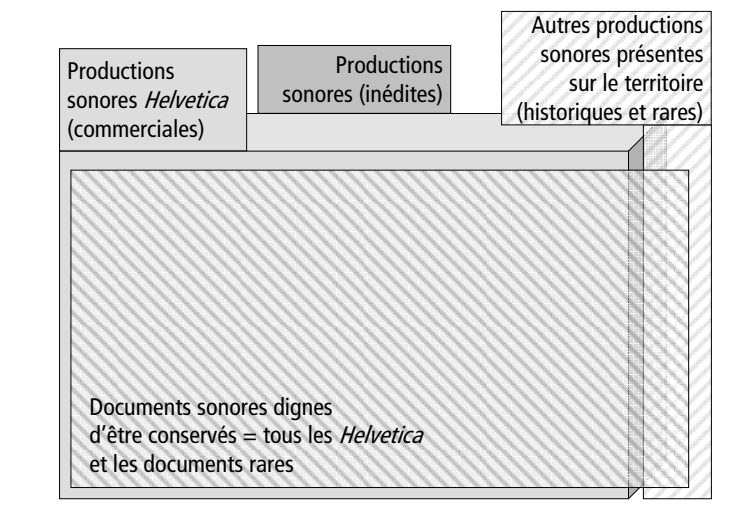 Productions
sonores Helvetica
(commerciales)
Productions
sonores (inédites)
Autres productions
sonores présentes
sur le territoire
(historiques et rares)
Documents sonores dignes
d'être conservés = tous les Helvetica
et les documents rares